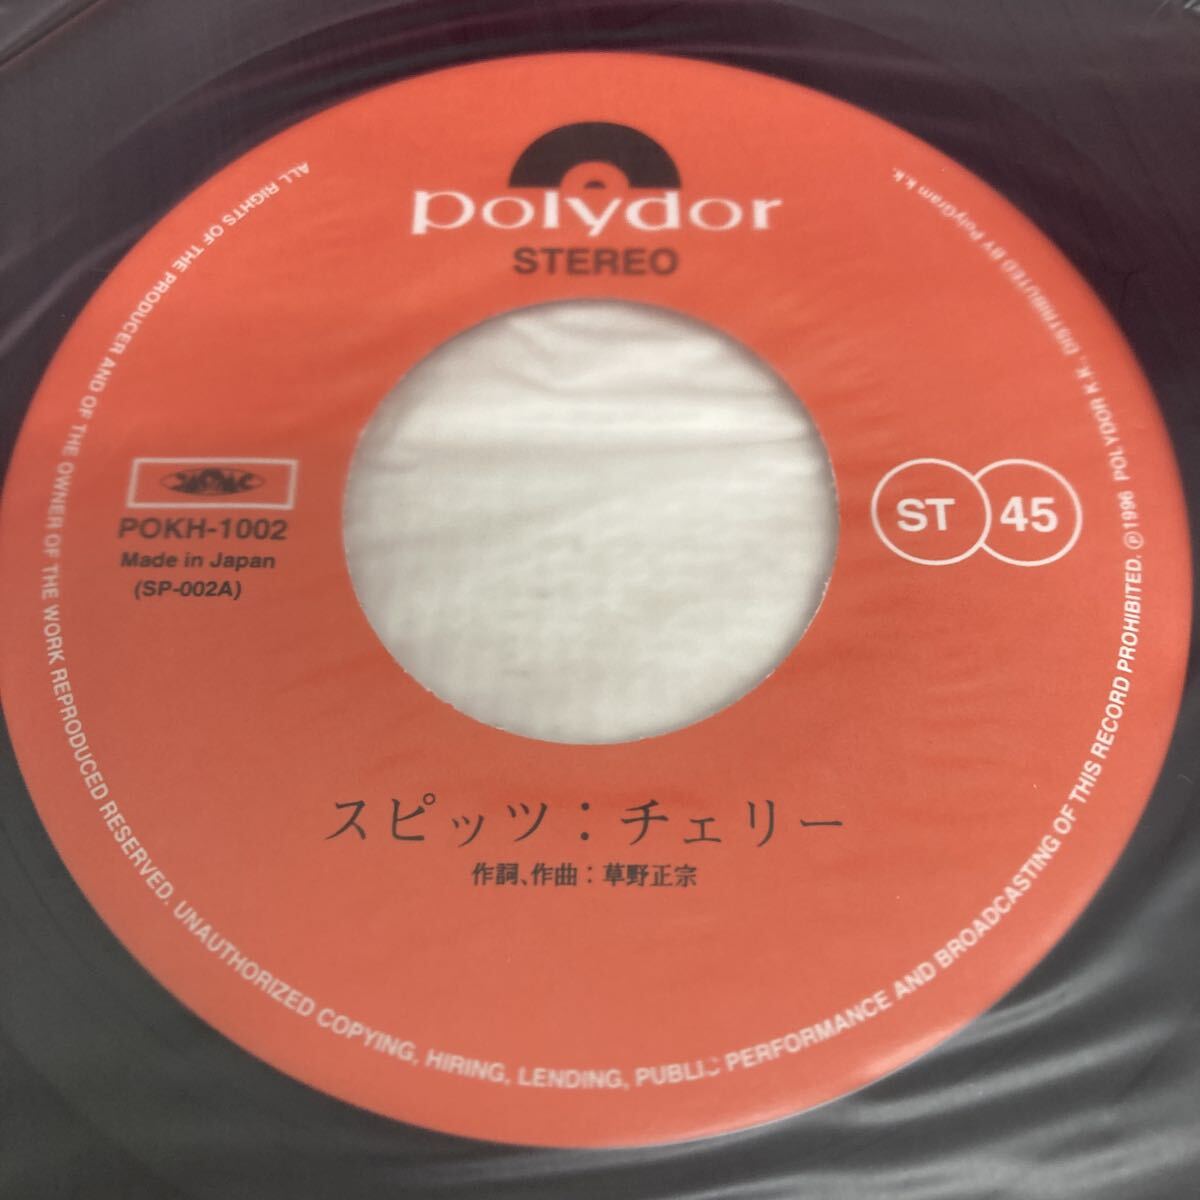 polydor
STEREO
POKH-1002
Made in Japan
(SP-002A)
ST 45
スピッツ：チェリー
作詞、作曲：草野正宗
ALL RIGHTS OF THE PRODUCER AND OF THE OWNER OF THE WORK REPRODUCED RESERVED. UNAUTHORIZED COPYING, HIRING, LENDING, PUBLIC PERFORMANCE AND BROADCASTING OF THIS RECORD PROHIBITED. ℗1996 POLYDOR K.K. DISTRIBUTED BY PolyGram k.k.